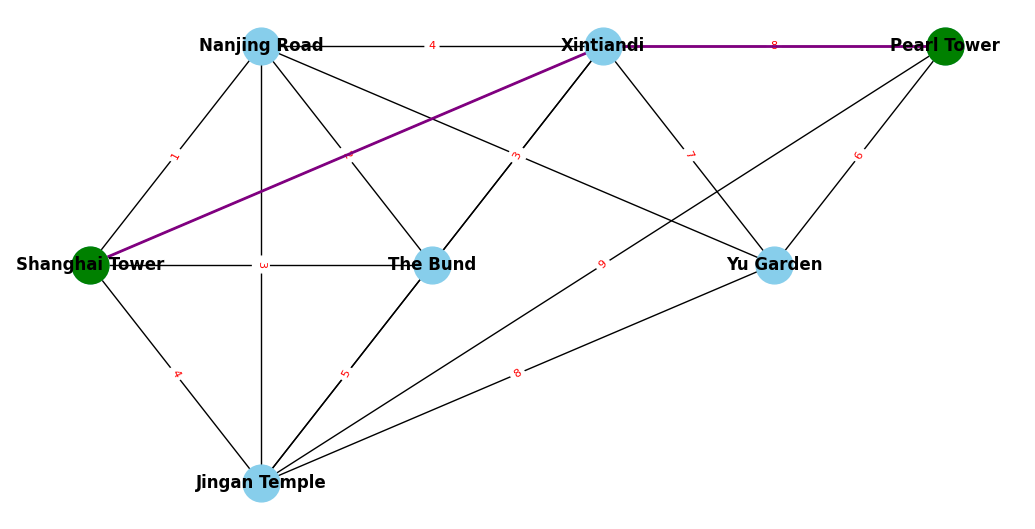 Nanjing Road
4
Xintiandi
8
Pearl Tower
1
3
7
6
Shanghai Tower
3
The Bund
9
Yu Garden
4
5
8
Jingan Temple